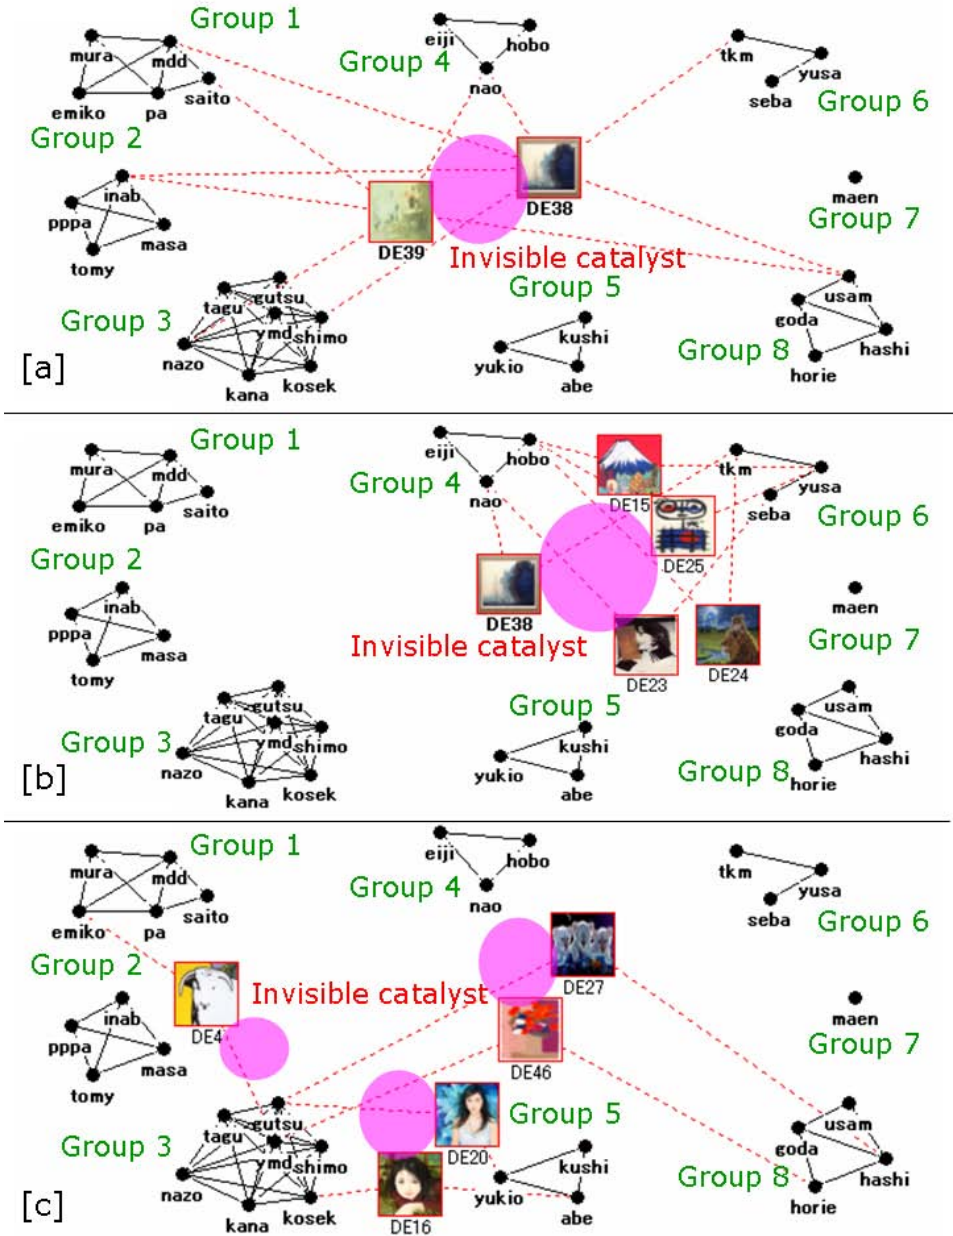 Group 1
mura
mdd
saito
emiko
pa
Group 2
inab
pppa
masa
tomy
Group 3
tagu
gutsu
ymd
shimo
nazo
kana
kosek
Group 4
eiji
hobo
nao
DE39
DE38
Invisible catalyst
Group 5
kushi
yukio
abe
tkm
yusa
seba
Group 6
maen
Group 7
usam
goda
hashi
Group 8
horie
[a]
Group 1
mura
mdd
saito
emiko
pa
Group 2
inab
pppa
masa
tomy
Group 3
tagu
gutsu
ymd
shimo
nazo
kana
kosek
Group 4
eiji
hobo
nao
DE15
DE25
DE38
DE23
DE24
Invisible catalyst
Group 5
kushi
yukio
abe
tkm
yusa
seba
Group 6
maen
Group 7
usam
goda
hashi
Group 8
horie
[b]
Group 1
mura
mdd
saito
emiko
pa
Group 2
inab
pppa
masa
tomy
DE4
Invisible catalyst
Group 3
tagu
gutsu
ymd
shimo
nazo
kana
kosek
Group 4
eiji
hobo
nao
DE27
DE46
DE20
DE16
Group 5
kushi
yukio
abe
tkm
yusa
seba
Group 6
maen
Group 7
usam
goda
hashi
Group 8
horie
[c]